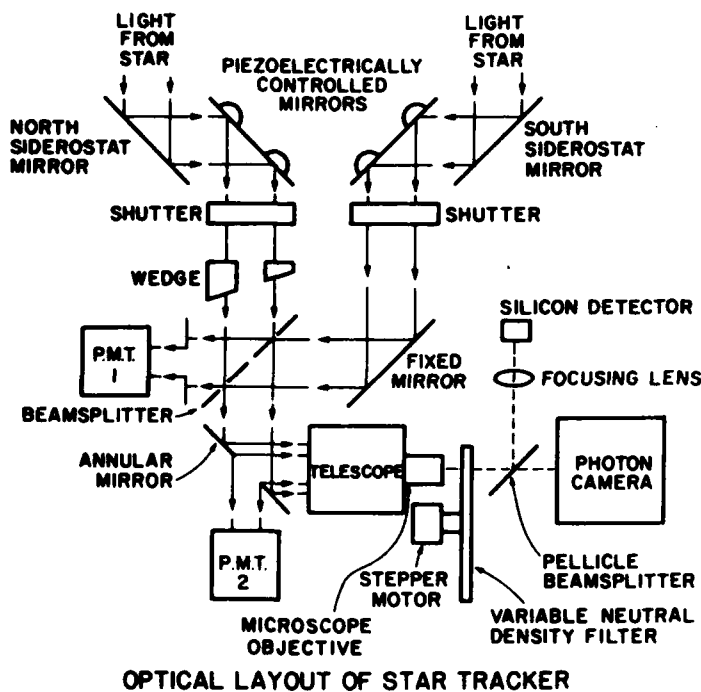 LIGHT
FROM
STAR
LIGHT
FROM
STAR
PIEZOELECTRICALLY
CONTROLLED
MIRRORS
NORTH
SIDEROSTAT
MIRROR
SOUTH
SIDEROSTAT
MIRROR
SHUTTER
SHUTTER
WEDGE
SILICON DETECTOR
P.M.T.
1
FIXED
MIRROR
FOCUSING LENS
BEAMSPLITTER
ANNULAR
MIRROR
TELESCOPE
PHOTON
CAMERA
P.M.T.
2
STEPPER
MOTOR
PELLICLE
BEAMSPLITTER
MICROSCOPE
OBJECTIVE
VARIABLE NEUTRAL
DENSITY FILTER
OPTICAL LAYOUT OF STAR TRACKER